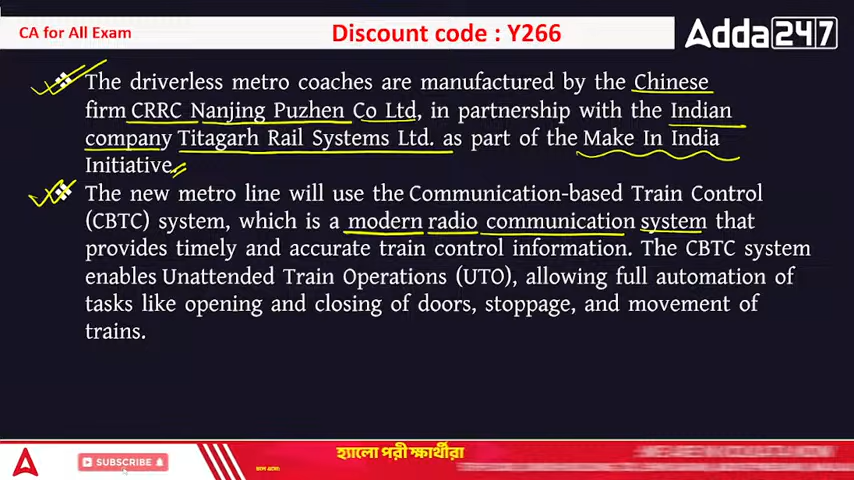 CA for All Exam
Discount code : Y266
Adda247
The driverless metro coaches are manufactured by the Chinese
firm CRRC Nanjing Puzhen Co Ltd, in partnership with the Indian
company Titagarh Rail Systems Ltd. as part of the Make In India
Initiative.
The new metro line will use the Communication-based Train Control
(CBTC) system, which is a modern radio communication system that
provides timely and accurate train control information. The CBTC system
enables Unattended Train Operations (UTO), allowing full automation of
tasks like opening and closing of doors, stoppage, and movement of
trains.
SUBSCRIBE
হ্যালো পরীক্ষার্থীরা